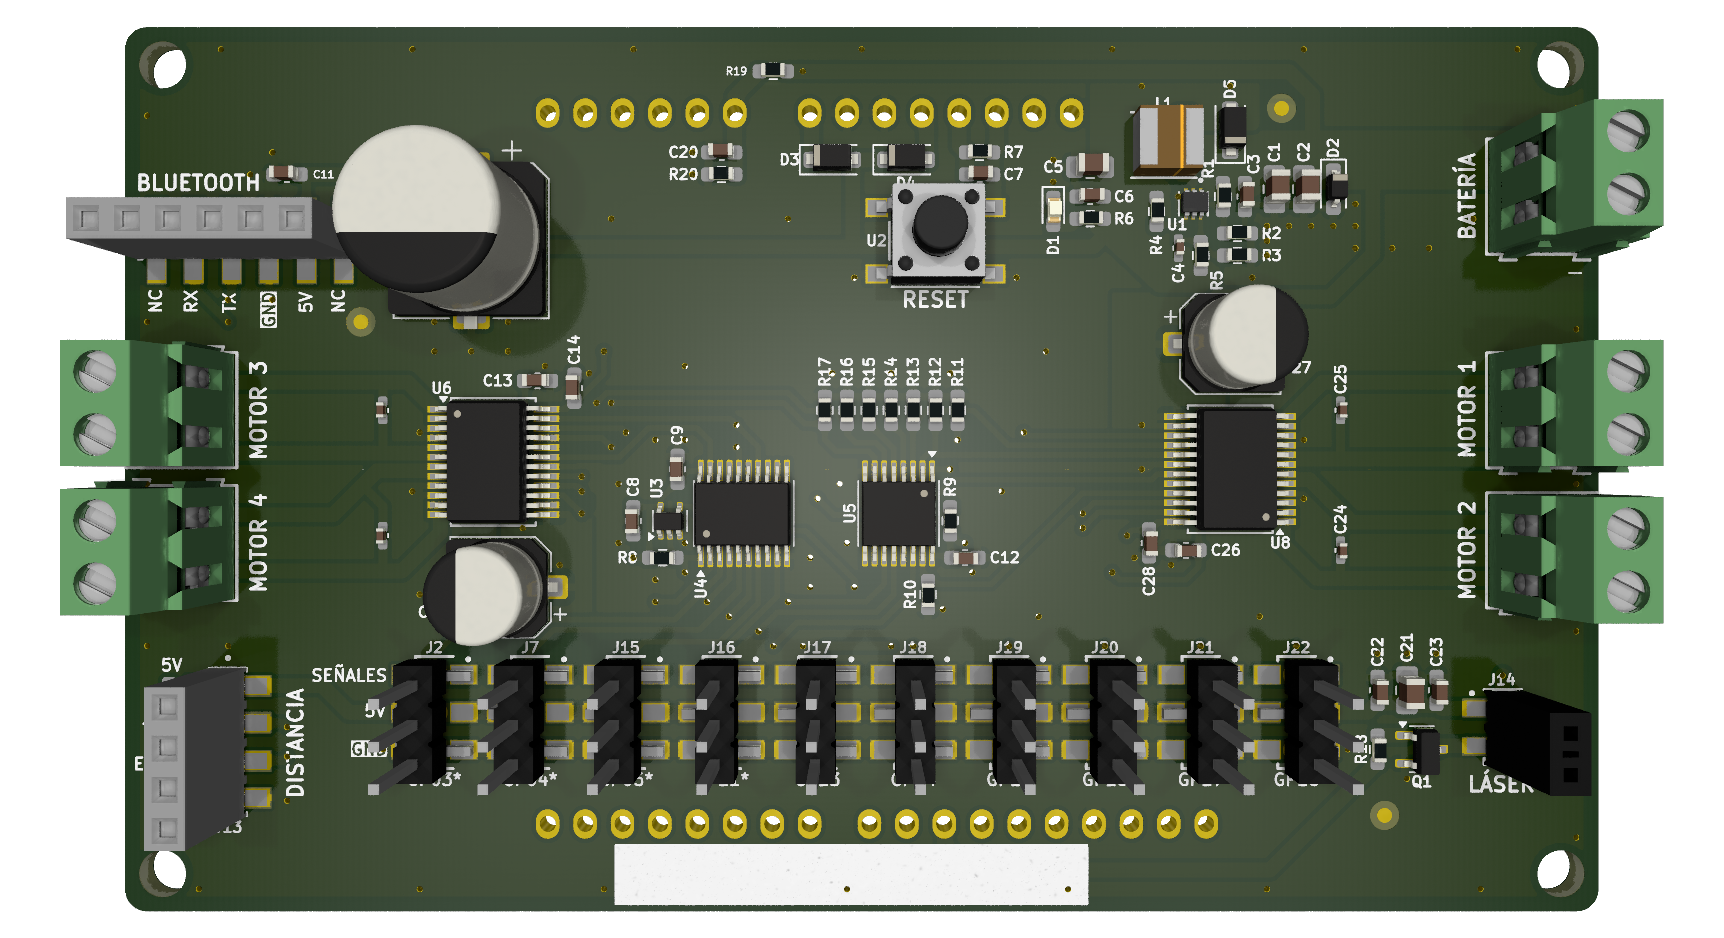 R19
C20
R20
D3
R7
C7
C5
C6
R6
D1
D5
R1
C3
C1
C2
D2
R4
U1
C4
R5
R2
R3
BATERÍA
BLUETOOTH
C11
NC
RX
TX
GND
5V
NC
U2
RESET
MOTOR 3
MOTOR 4
U6
C13
C14
R17
R16
R15
R14
R13
R12
R11
C9
C8
U3
U4
U5
R9
C12
R10
C25
C24
C26
C28
U8
MOTOR 1
MOTOR 2
J2
J7
J15
J16
J17
J18
J19
J20
J21
J22
SEÑALES
5V
GND
5V
DISTANCIA
C22
C21
C23
J14
Q1
LÁSER